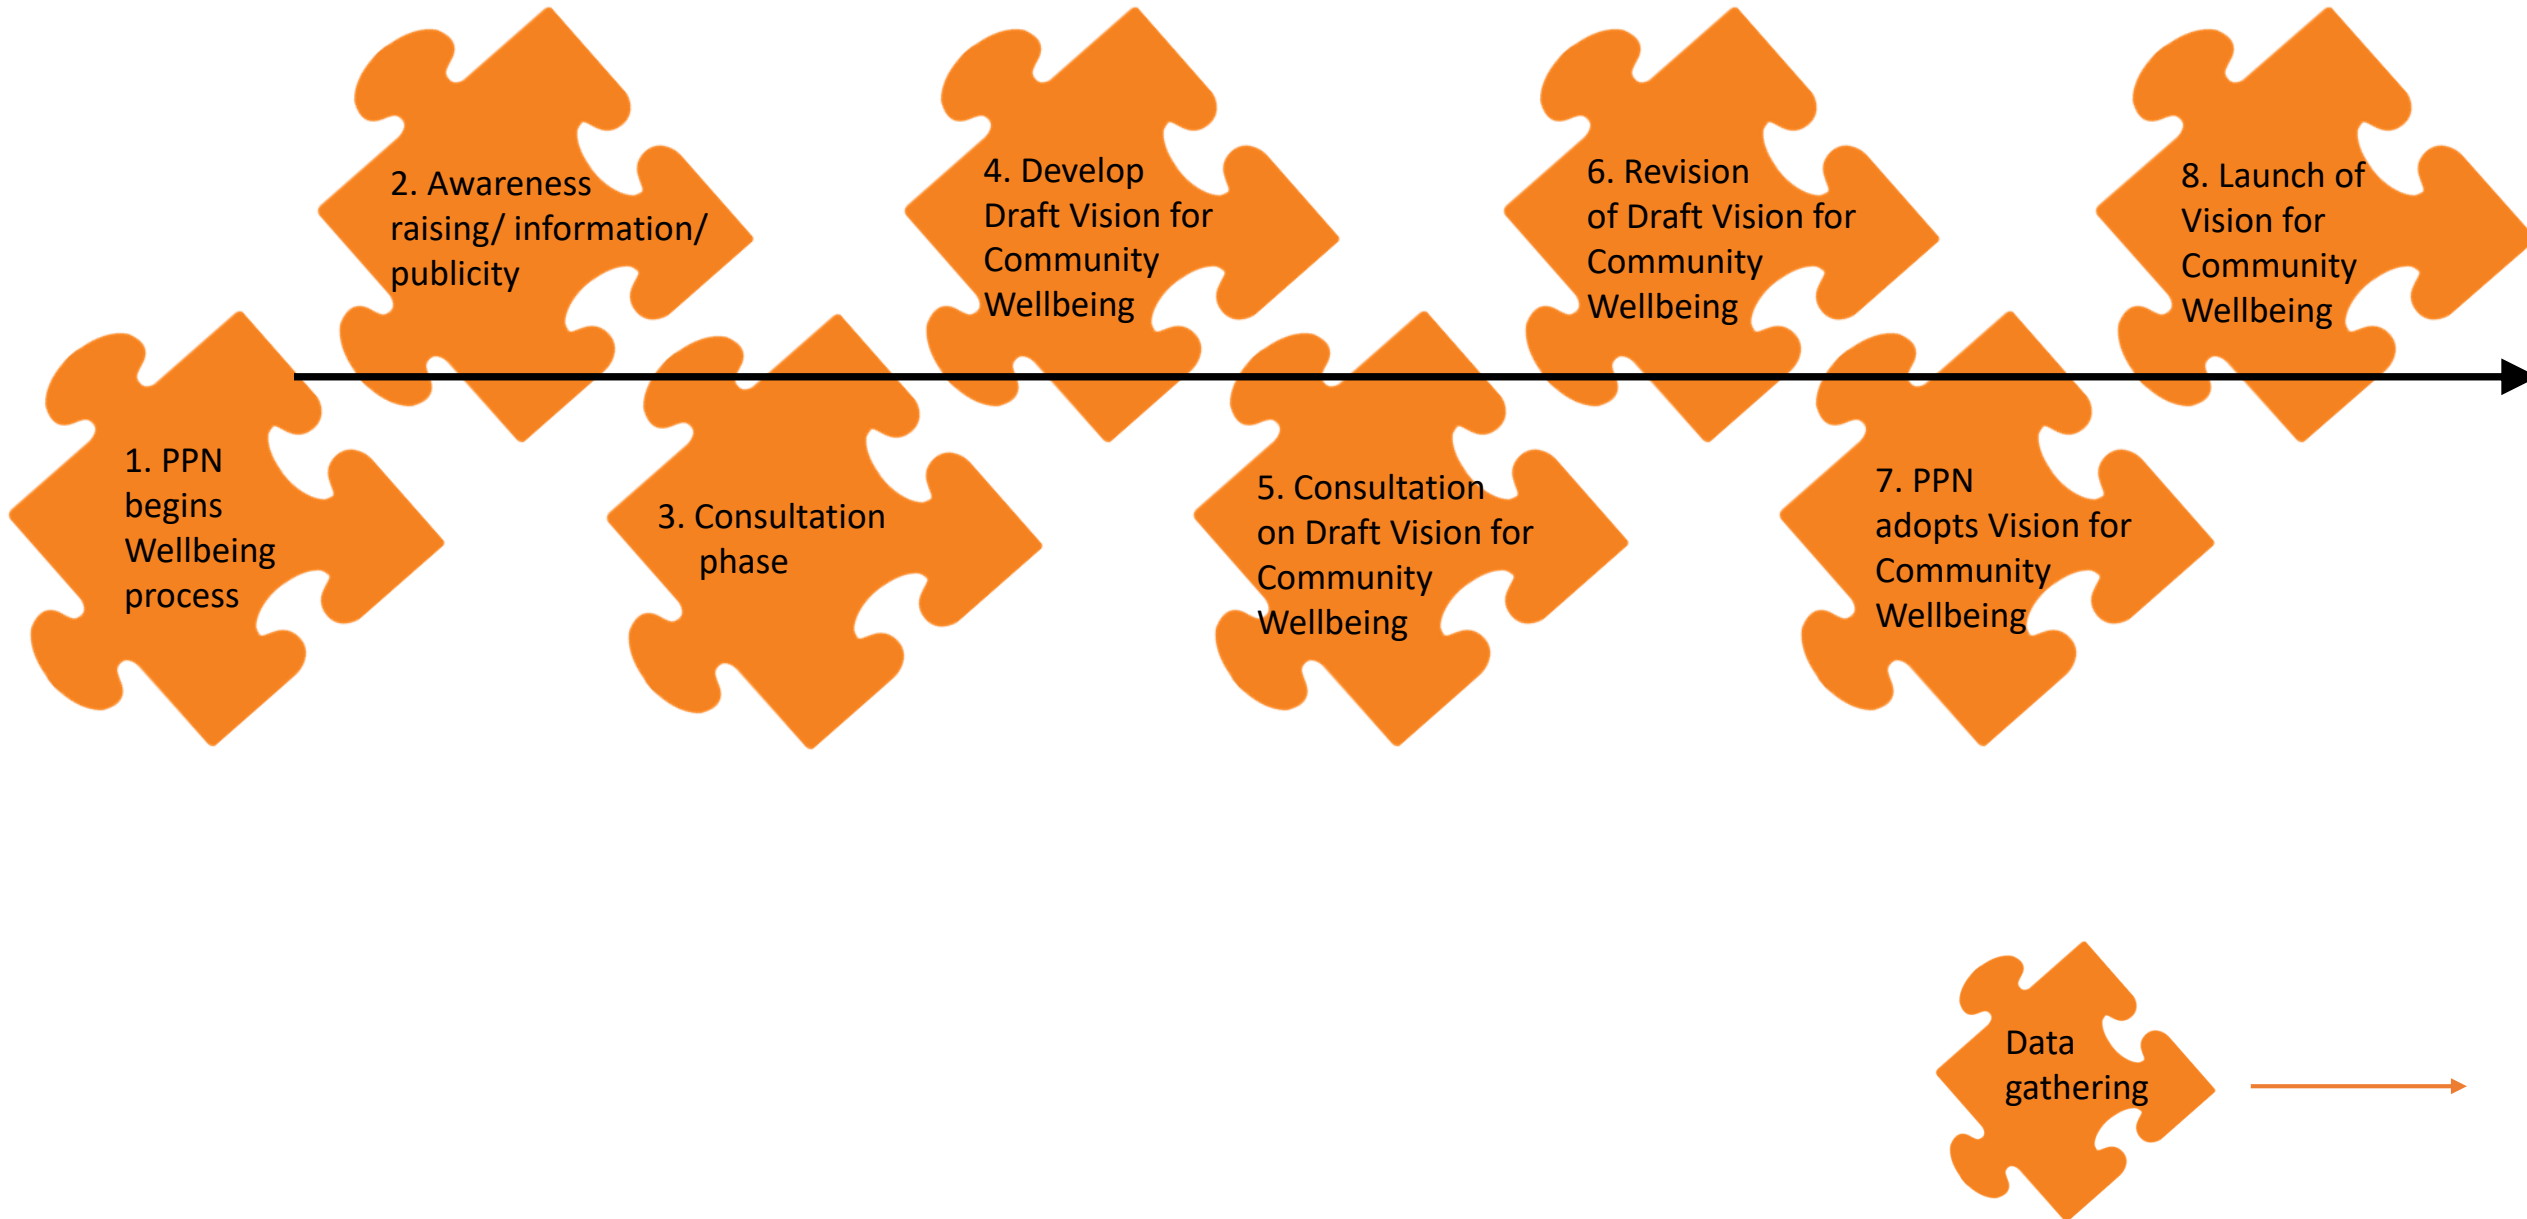 1. PPN
begins
Wellbeing
process
2. Awareness
raising/ information/
publicity
3. Consultation
phase
4. Develop
Draft Vision for
Community
Wellbeing
5. Consultation
on Draft Vision for
Community
Wellbeing
6. Revision
of Draft Vision for
Community
Wellbeing
7. PPN
adopts Vision for
Community
Wellbeing
8. Launch of
Vision for
Community
Wellbeing
Data
gathering